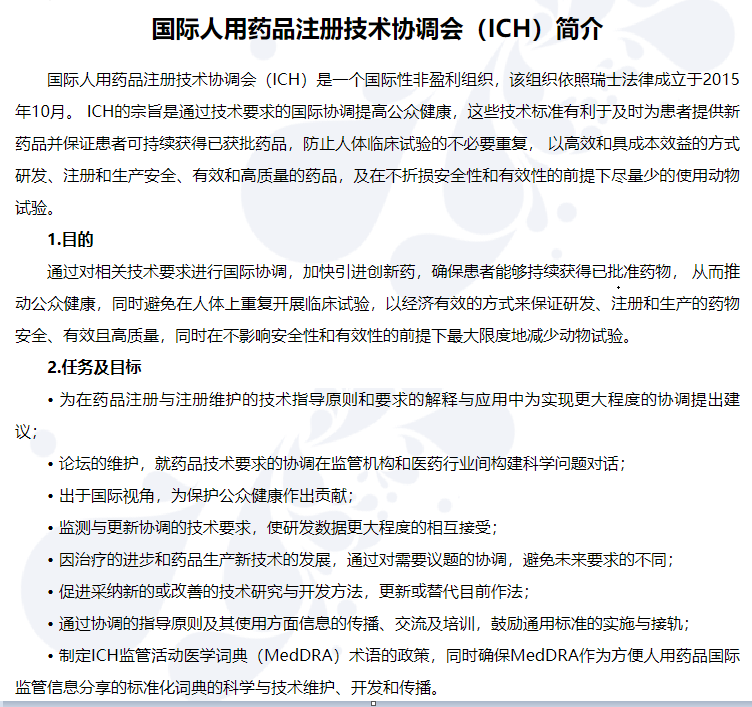 国际人用药品注册技术协调会（ICH）简介
国际人用药品注册技术协调会（ICH）是一个国际性非盈利组织，该组织依照瑞士法律成立于2015
年10月。 ICH的宗旨是通过技术要求的国际协调提高公众健康，这些技术标准有利于及时为患者提供新
药品并保证患者可持续获得已获批药品，防止人体临床试验的不必要重复， 以高效和具成本效益的方式
研发、注册和生产安全、有效和高质量的药品，及在不折损安全性和有效性的前提下尽量少的使用动物
试验。
1.目的
通过对相关技术要求进行国际协调，加快引进创新药，确保患者能够持续获得已批准药物， 从而推
动公众健康，同时避免在人体上重复开展临床试验，以经济有效的方式来保证研发、注册和生产的药物
安全、有效且高质量，同时在不影响安全性和有效性的前提下最大限度地减少动物试验。
2.任务及目标
• 为在药品注册与注册维护的技术指导原则和要求的解释与应用中为实现更大程度的协调提出建
议；
• 论坛的维护，就药品技术要求的协调在监管机构和医药行业间构建科学问题对话；
• 出于国际视角，为保护公众健康作出贡献；
• 监测与更新协调的技术要求，使研发数据更大程度的相互接受；
• 因治疗的进步和药品生产新技术的发展，通过对需要议题的协调，避免未来要求的不同；
• 促进采纳新的或改善的技术研究与开发方法，更新或替代目前作法；
• 通过协调的指导原则及其使用方面信息的传播、交流及培训，鼓励通用标准的实施与接轨；
• 制定ICH监管活动医学词典（MedDRA）术语的政策，同时确保MedDRA作为方便人用药品国际
监管信息分享的标准化词典的科学与技术维护、开发和传播。